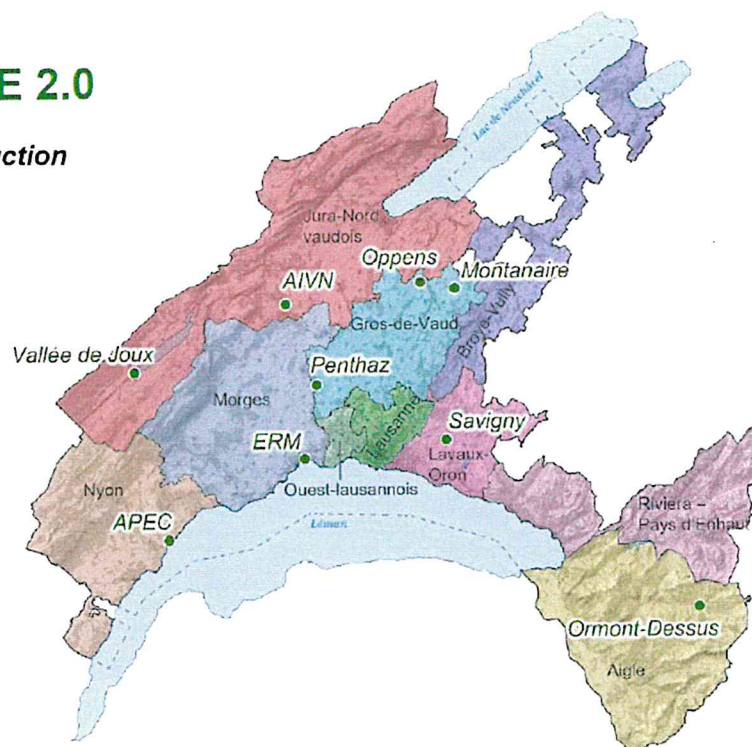 E 2.0
ction
Lac de Neuchâtel
Jura-Nord
vaudois
Oppens
Montanaire
AIVN
Gros-de-Vaud
Broye-Vully
Vallée de Joux
Penthaz
Morges
Lausanne
Savigny
ERM
Lavaux-
Oron
Nyon
Ouest-lausannois
Riviera –
Pays d'Enhaut
APEC
Léman
Ormont-Dessus
Aigle